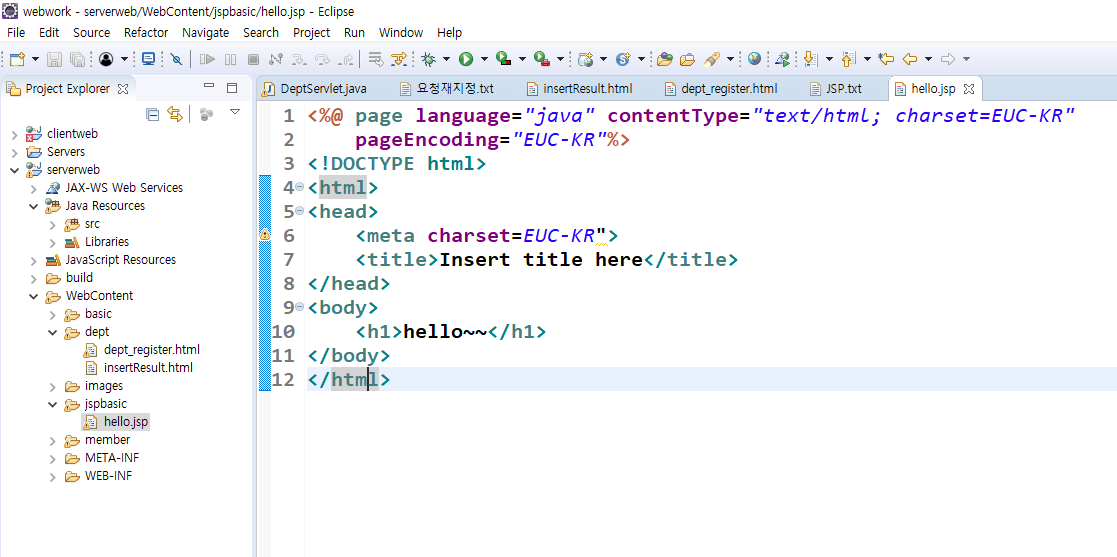 webwork - serverweb/WebContent/jspbasic/hello.jsp - Eclipse
File Edit Source Refactor Navigate Search Project Run Window Help
Project Explorer
clientweb
Servers
serverweb
JAX-WS Web Services
Java Resources
src
Libraries
JavaScript Resources
build
WebContent
basic
dept
dept_register.html
insertResult.html
images
jspbasic
hello.jsp
member
META-INF
WEB-INF
DeptServlet.java 요청재지정.txt insertResult.html dept_register.html JSP.txt hello.jsp
1 <%@ page language="java" contentType="text/html; charset=EUC-KR"
2 pageEncoding="EUC-KR"%>
3 <!DOCTYPE html>
4 <html>
5 <head>
6 <meta charset=EUC-KR">
7 <title>Insert title here</title>
8 </head>
9 <body>
10 <h1>hello~~</h1>
11 </body>
12 </html>